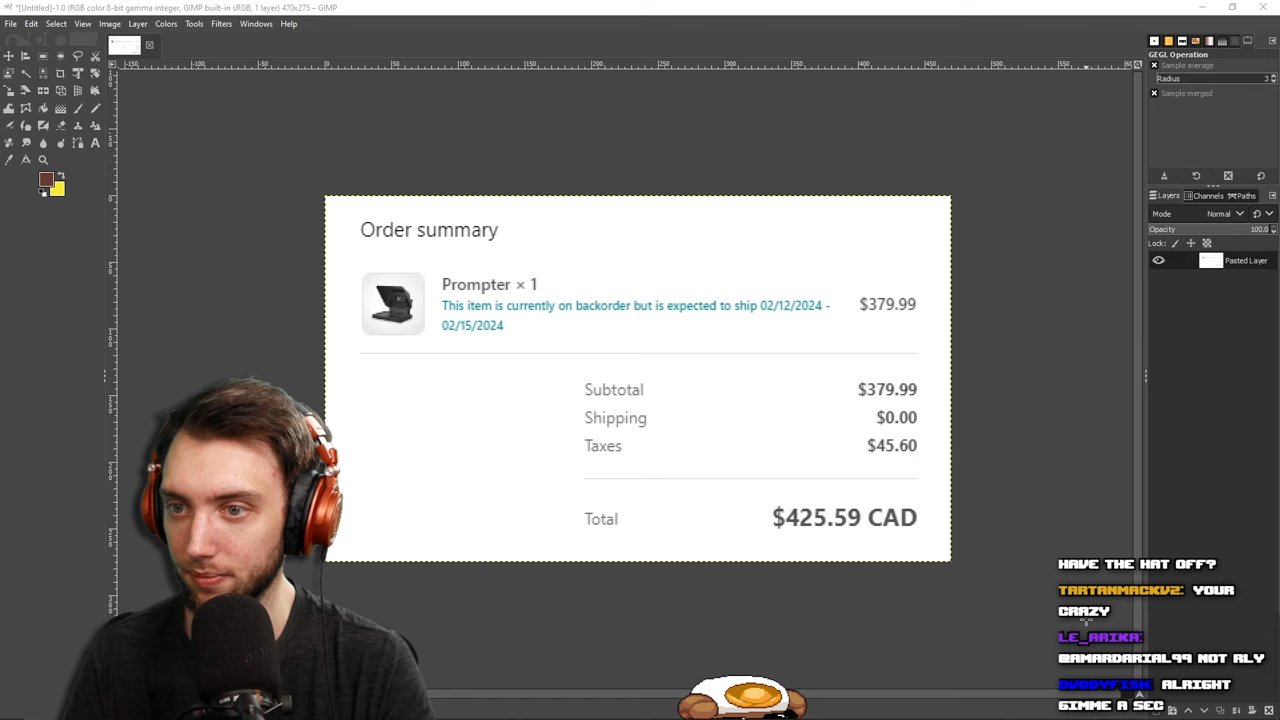 *[Untitled]-1.0 (RGB color 8-bit gamma integer, GIMP built-in sRGB, 1 layer) 470x275 – GIMP
File Edit Select View Image Layer Colors Tools Filters Windows Help
GEGL Operation
Sample average
Radius 3
Sample merged
Layers Channels Paths
Mode Normal
Opacity 100.0
Lock:
Pasted Layer
Order summary
Prompter × 1
This item is currently on backorder but is expected to ship 02/12/2024 -
02/15/2024
$379.99
Subtotal $379.99
Shipping $0.00
Taxes $45.60
Total $425.59 CAD
HAVE THE HAT OFF?
TARTANMACKV2: YOUR
CRAZY
LE_ARIKA:
@AMARDARIAL99 NOT RLY
DVDDYFISH: ALRIGHT
GIMME A SEC